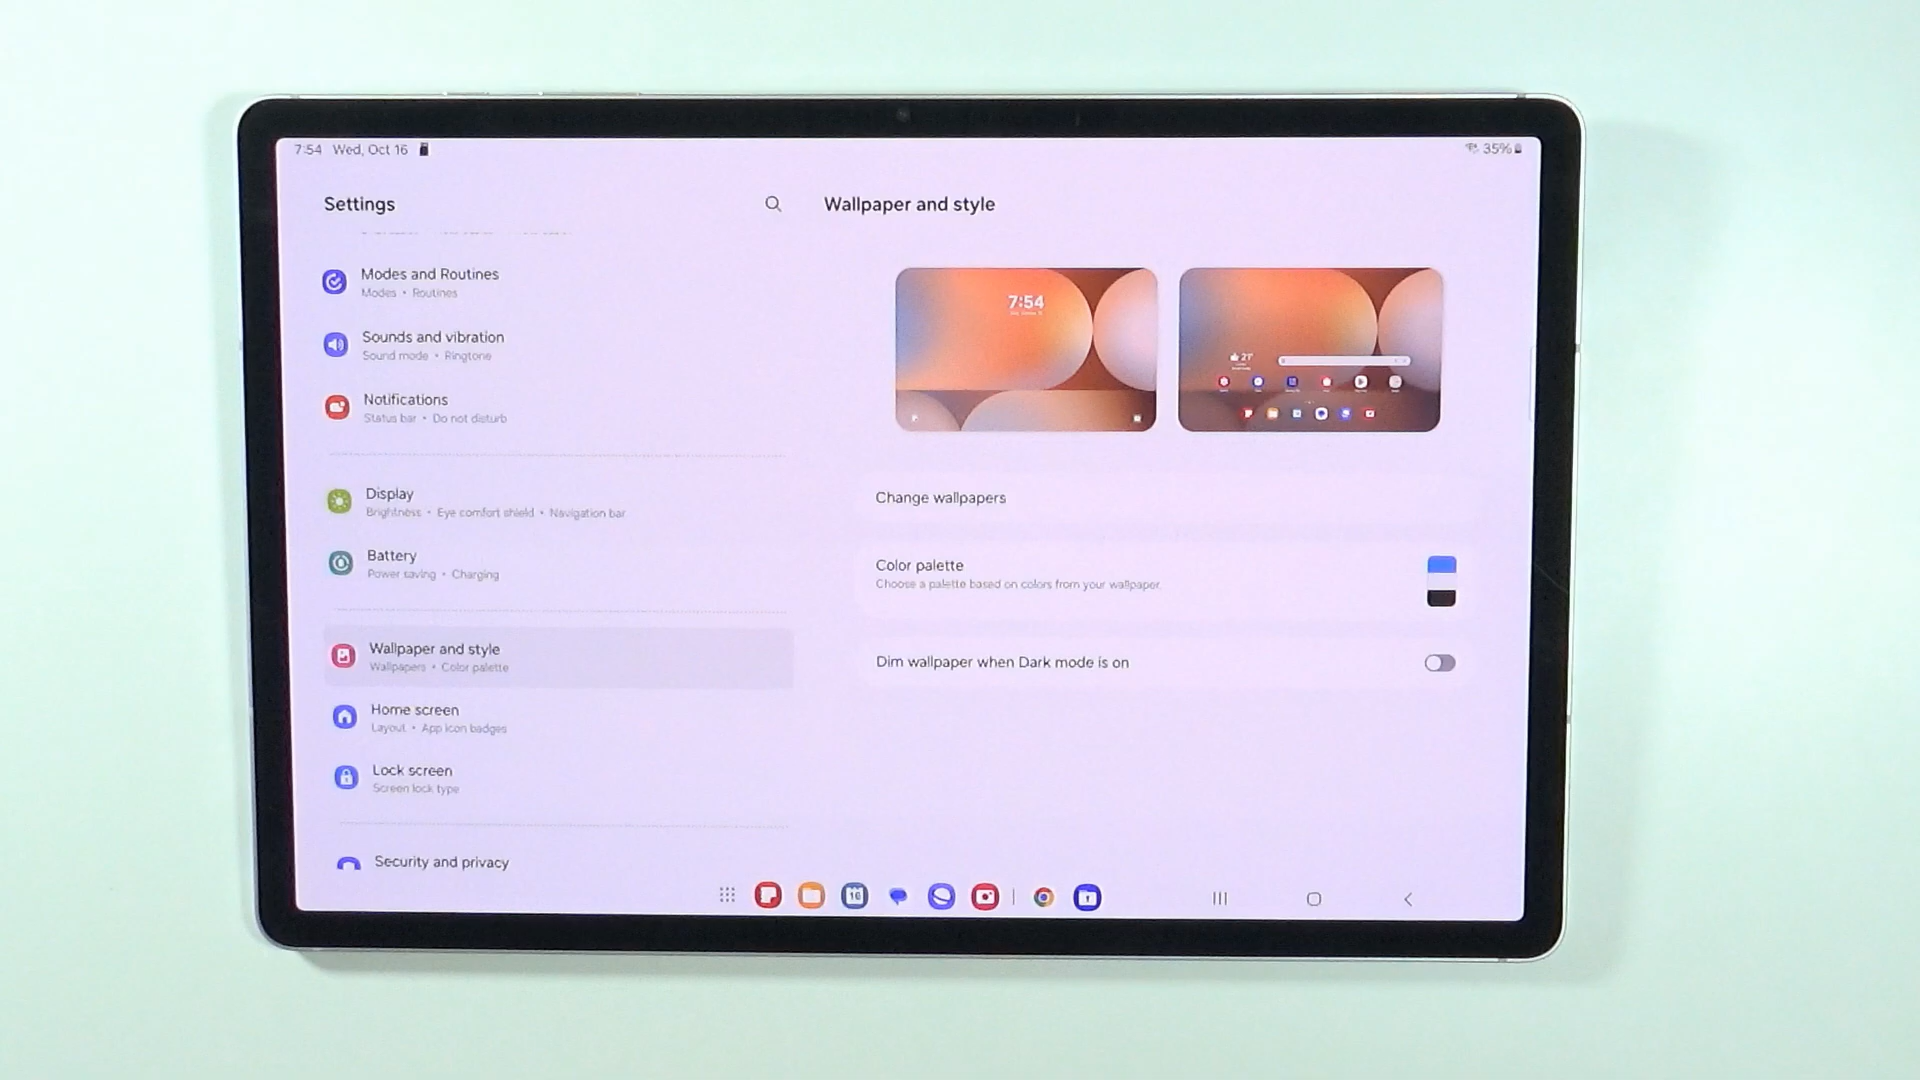 7:54 Wed, Oct 16
35%
Settings
Modes and Routines
Modes • Routines
Sounds and vibration
Sound mode • Ringtone
Notifications
Status bar • Do not disturb
Display
Brightness • Eye comfort shield • Navigation bar
Battery
Power saving • Charging
Wallpaper and style
Wallpapers • Color palette
Home screen
Layout • App icon badges
Lock screen
Screen lock type
Security and privacy
Wallpaper and style
7:54
21°
Change wallpapers
Color palette
Choose a palette based on colors from your wallpaper.
Dim wallpaper when Dark mode is on
16